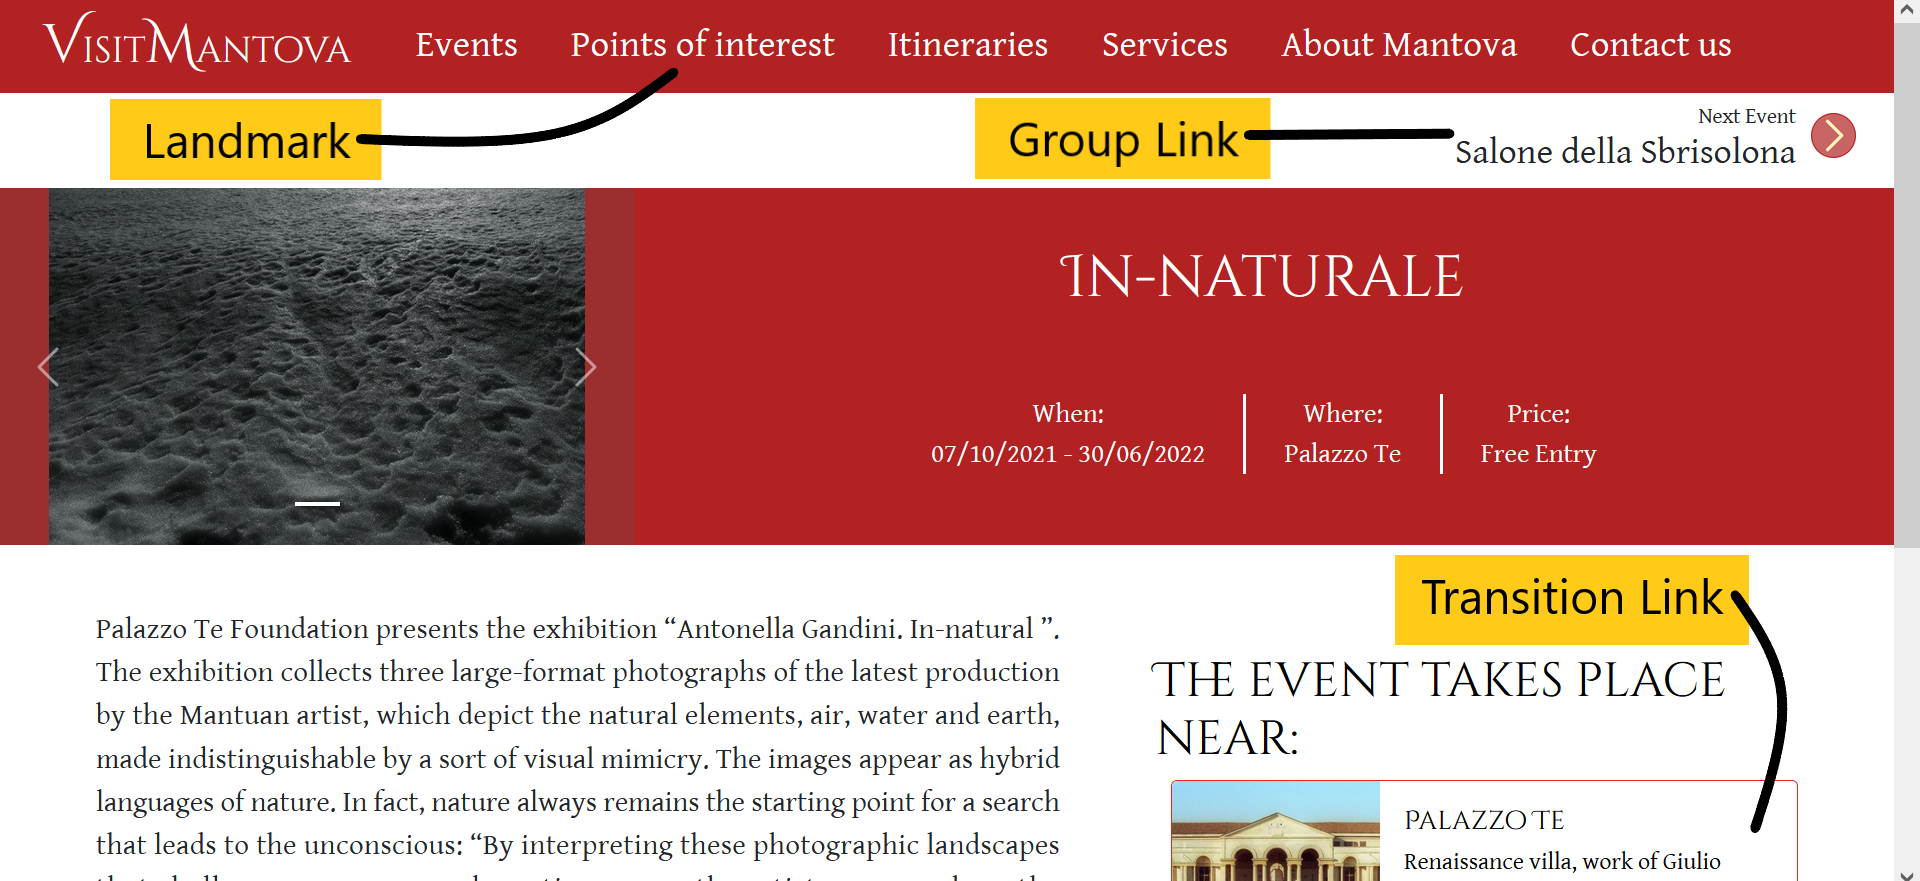 VisitMantova Events Points of interest Itineraries Services About Mantova Contact us
Landmark
Group Link
Next Event
Salone della Sbrisolona
In-naturale
When:
07/10/2021 - 30/06/2022
Where:
Palazzo Te
Price:
Free Entry
Palazzo Te Foundation presents the exhibition “Antonella Gandini. In-natural ”.
The exhibition collects three large-format photographs of the latest production
by the Mantuan artist, which depict the natural elements, air, water and earth,
made indistinguishable by a sort of visual mimicry. The images appear as hybrid
languages of nature. In fact, nature always remains the starting point for a search
that leads to the unconscious: “By interpreting these photographic landscapes
Transition Link
The event takes place
near:
Palazzo Te
Renaissance villa, work of Giulio